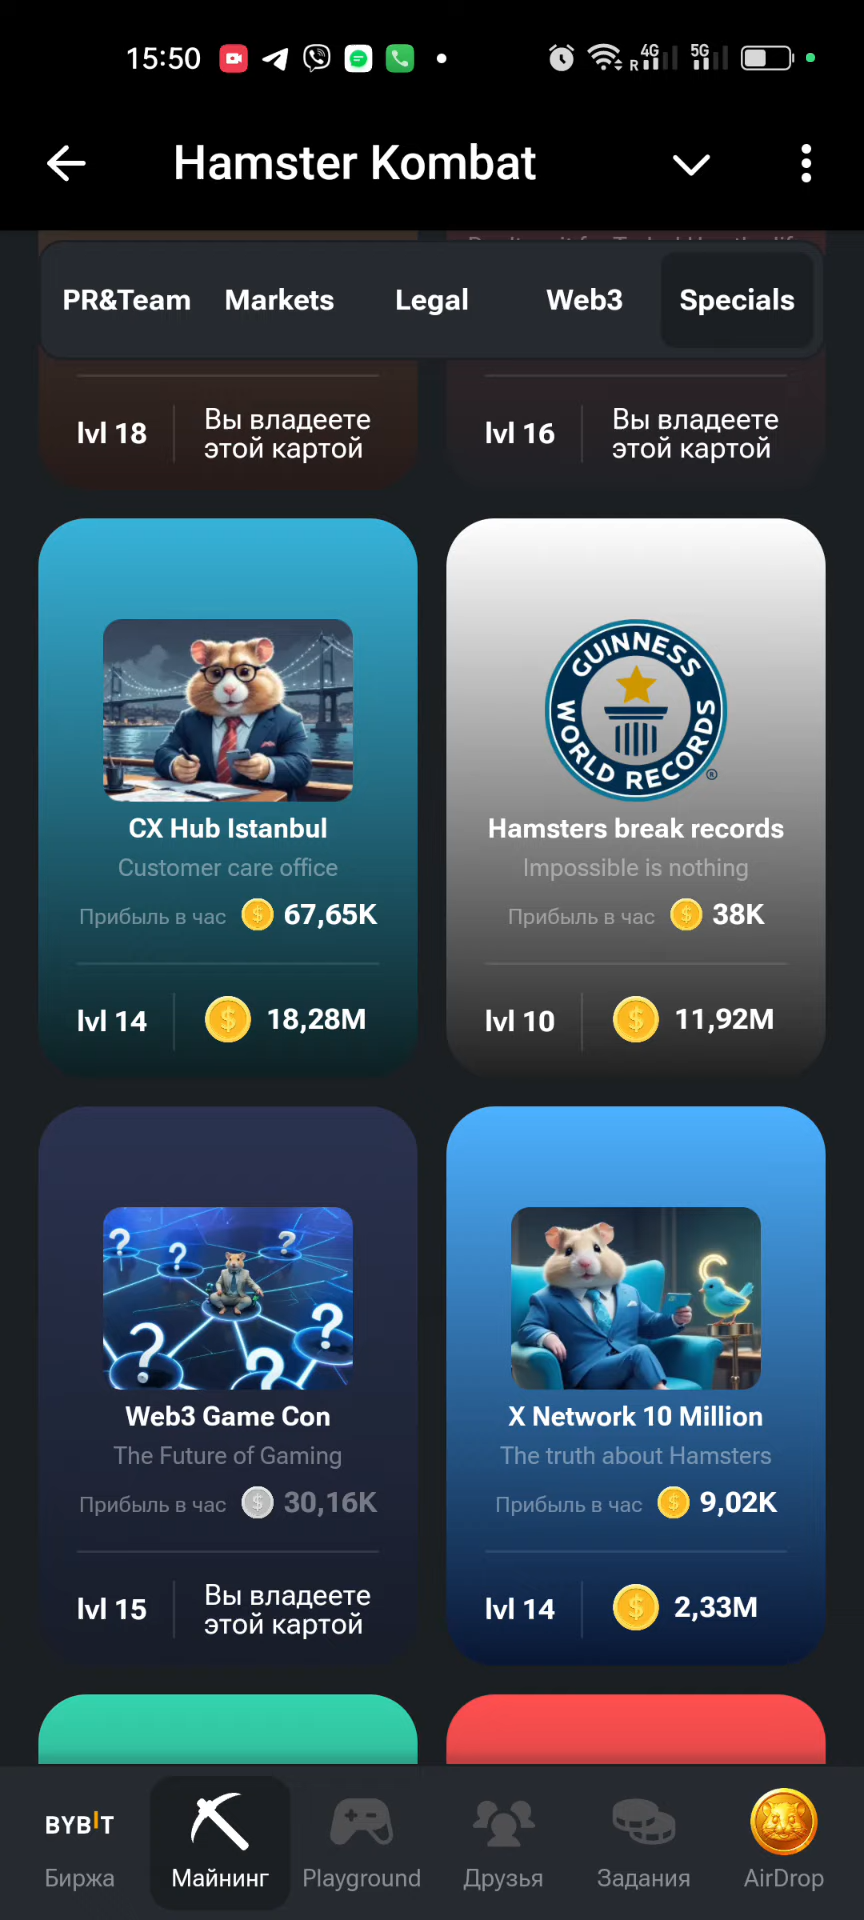 15:50
R 4G 5G
Hamster Kombat
PR&Team Markets Legal Web3 Specials
lvl 18
Вы владеете
этой картой
lvl 16
Вы владеете
этой картой
GUINNESS
WORLD RECORDS
®
CX Hub Istanbul
Customer care office
Прибыль в час 67,65K
lvl 14 18,28M
Hamsters break records
Impossible is nothing
Прибыль в час 38K
lvl 10 11,92M
Web3 Game Con
The Future of Gaming
Прибыль в час 30,16K
lvl 15
Вы владеете
этой картой
X Network 10 Million
The truth about Hamsters
Прибыль в час 9,02K
lvl 14 2,33M
BYBIT
Биржа Майнинг Playground Друзья Задания AirDrop